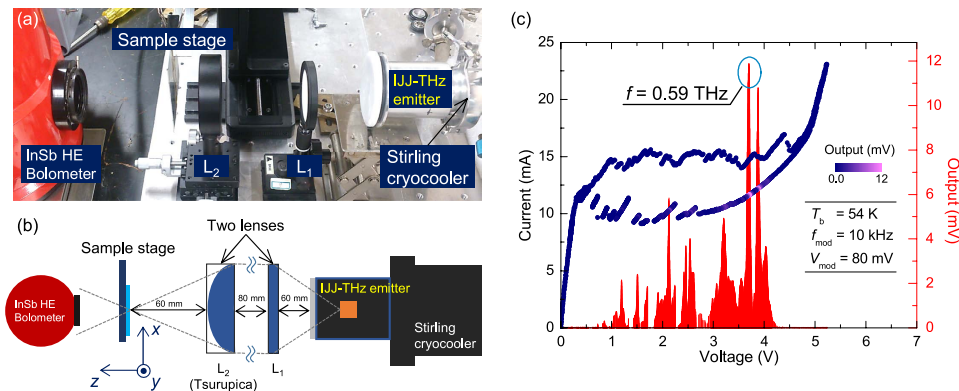 (a)
Sample stage
IJJ-THz
emitter
InSb HE
Bolometer
L2
L1
Stirling
cryocooler
(b)
Two lenses
Sample stage
IJJ-THz emitter
InSb HE
Bolometer
60 mm
80 mm
60 mm
Stirling
cryocooler
x
z
y
L2
(Tsurupica)
L1
(c)
25
20
15
10
5
0
Current (mA)
0 1 2 3 4 5 6 7
Voltage (V)
12
10
8
6
4
2
0
Output (mV)
f = 0.59 THz
Output (mV)
0.0 12
Tb = 54 K
fmod = 10 kHz
Vmod = 80 mV